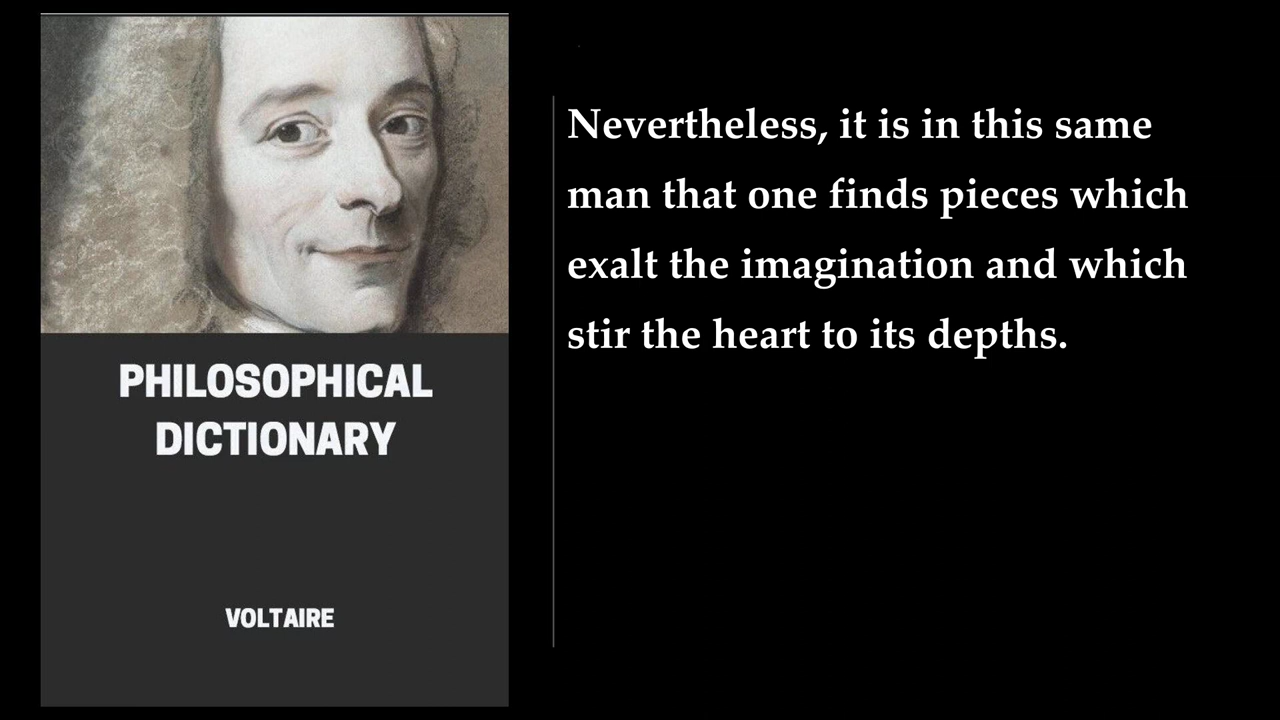 PHILOSOPHICAL
DICTIONARY
VOLTAIRE
Nevertheless, it is in this same
man that one finds pieces which
exalt the imagination and which
stir the heart to its depths.